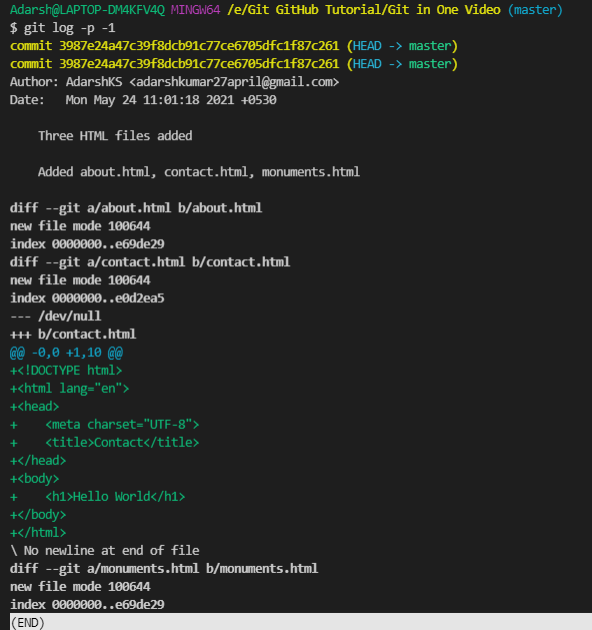 Adarsh@LAPTOP-DM4KFV4Q MINGW64 /e/Git GitHub Tutorial/Git in One Video (master)
$ git log -p -1
commit 3987e24a47c39f8dcb91c77ce6705dfc1f87c261 (HEAD -> master)
commit 3987e24a47c39f8dcb91c77ce6705dfc1f87c261 (HEAD -> master)
Author: AdarshKS <adarshkumar27april@gmail.com>
Date:   Mon May 24 11:01:18 2021 +0530
    Three HTML files added
    Added about.html, contact.html, monuments.html
diff --git a/about.html b/about.html
new file mode 100644
index 0000000..e69de29
diff --git a/contact.html b/contact.html
new file mode 100644
index 0000000..e0d2ea5
--- /dev/null
+++ b/contact.html
@@ -0,0 +1,10 @@
+<!DOCTYPE html>
+<html lang="en">
+<head>
+    <meta charset="UTF-8">
+    <title>Contact</title>
+</head>
+<body>
+    <h1>Hello World</h1>
+</body>
+</html>
\ No newline at end of file
diff --git a/monuments.html b/monuments.html
new file mode 100644
index 0000000..e69de29
(END)